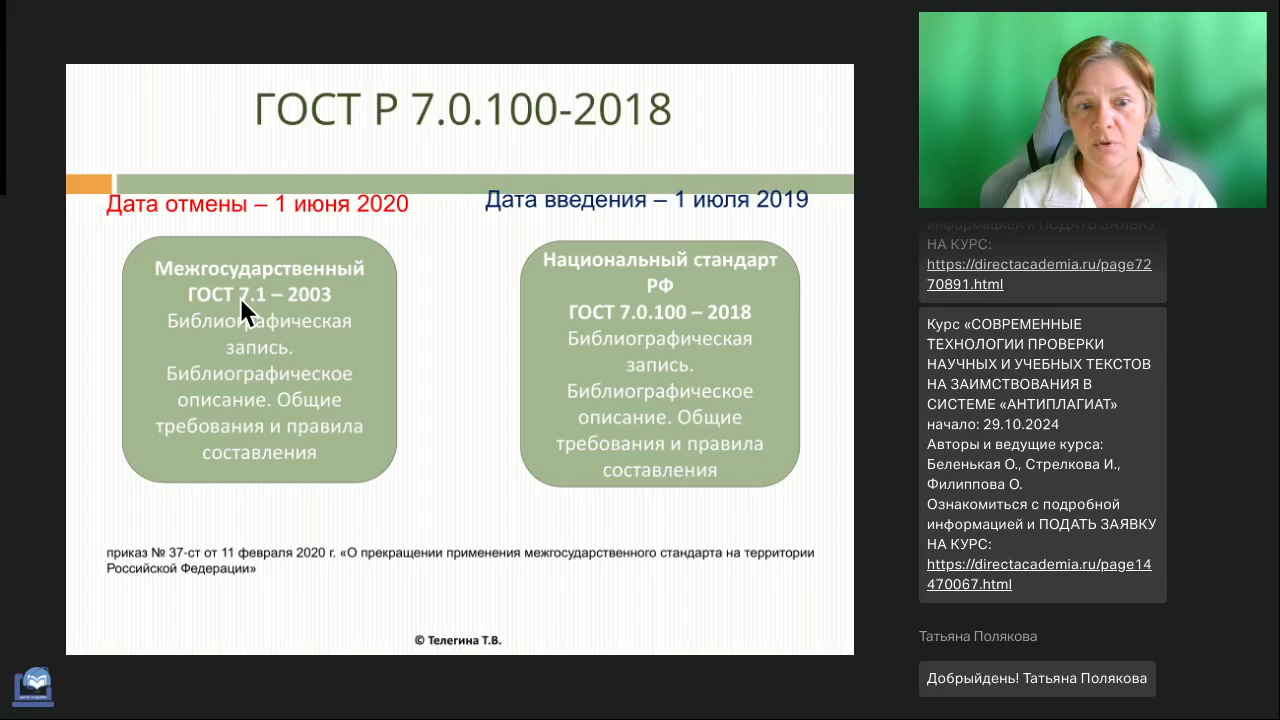 ГОСТ Р 7.0.100-2018
Дата отмены – 1 июня 2020
Дата введения – 1 июля 2019
Межгосударственный
ГОСТ 7.1 – 2003
Библиографическая
запись.
Библиографическое
описание. Общие
требования и правила
составления
Национальный стандарт
РФ
ГОСТ 7.0.100 – 2018
Библиографическая
запись.
Библиографическое
описание. Общие
требования и правила
составления
приказ № 37-ст от 11 февраля 2020 г. «О прекращении применения межгосударственного стандарта на территории
Российской Федерации»
© Телегина Т.В.
информацией и ПОДАТЬ ЗАЯВКУ
НА КУРС:
https://directacademia.ru/page72
70891.html
Курс «СОВРЕМЕННЫЕ
ТЕХНОЛОГИИ ПРОВЕРКИ
НАУЧНЫХ И УЧЕБНЫХ ТЕКСТОВ
НА ЗАИМСТВОВАНИЯ В
СИСТЕМЕ «АНТИПЛАГИАТ»
начало: 29.10.2024
Авторы и ведущие курса:
Беленькая О., Стрелкова И.,
Филиппова О.
Ознакомиться с подробной
информацией и ПОДАТЬ ЗАЯВКУ
НА КУРС:
https://directacademia.ru/page14
470067.html
Татьяна Полякова
Добрыйдень! Татьяна Полякова